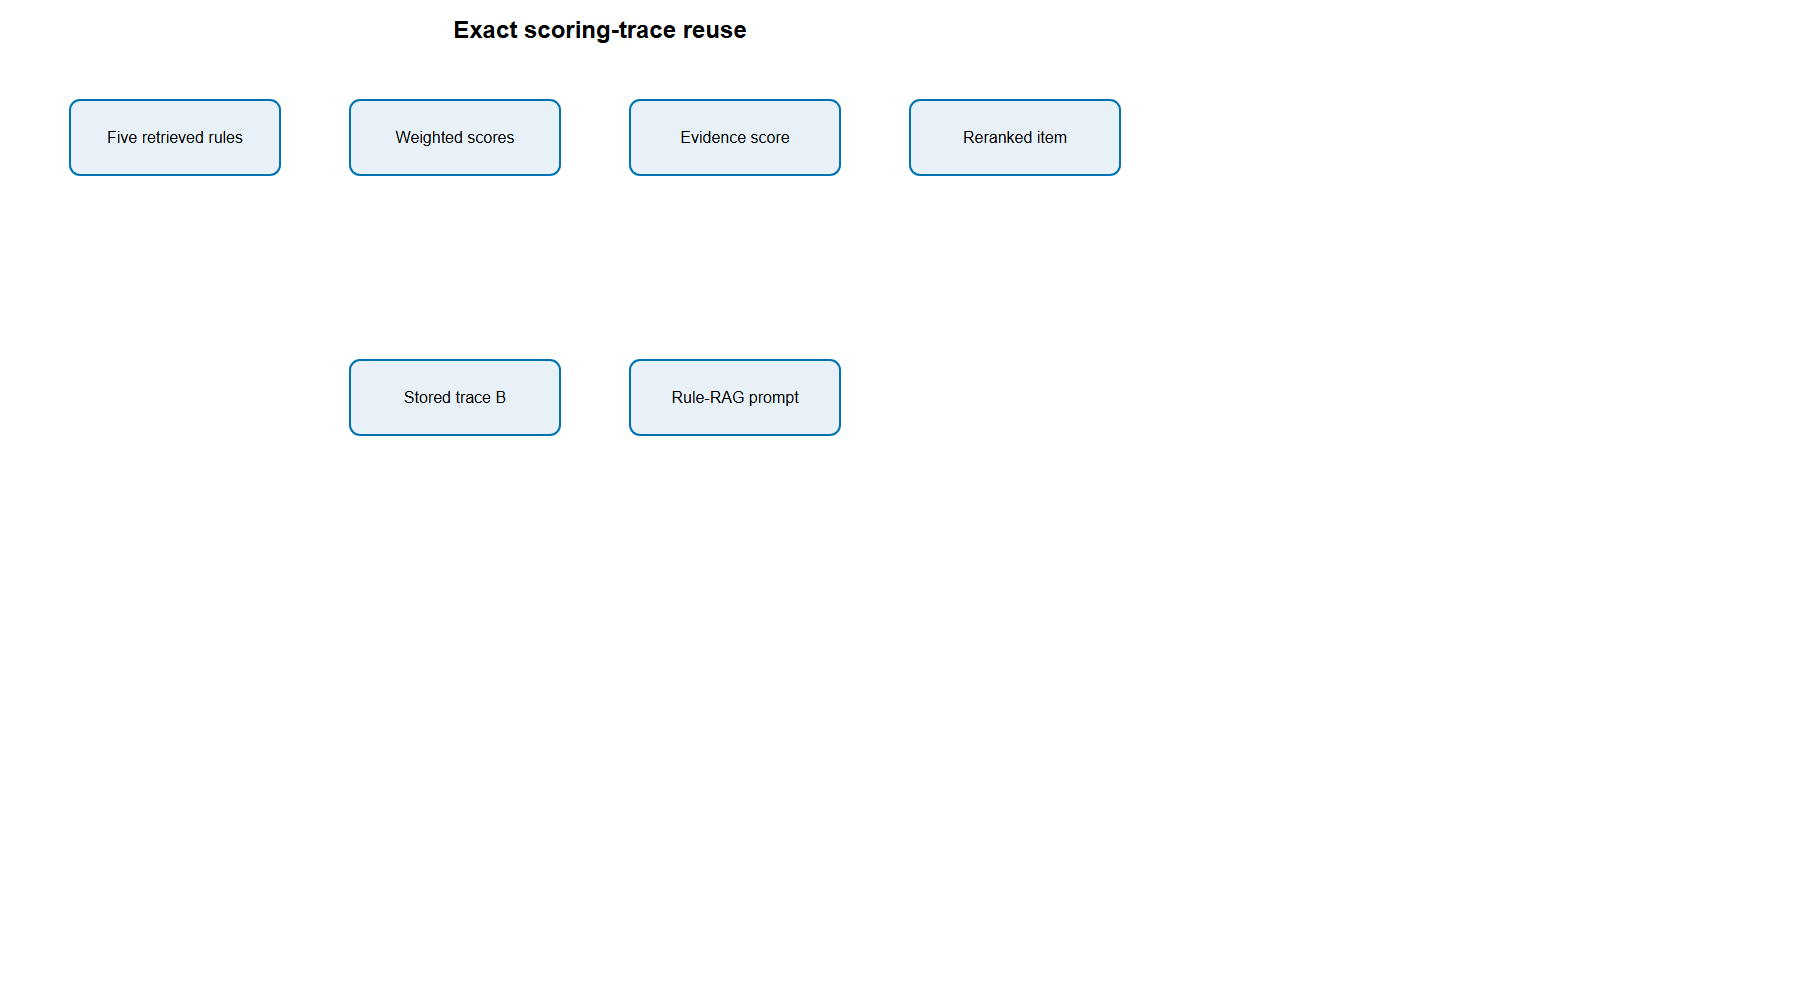 Exact scoring-trace reuse
Five retrieved rules
Weighted scores
Evidence score
Reranked item
Stored trace B
Rule-RAG prompt